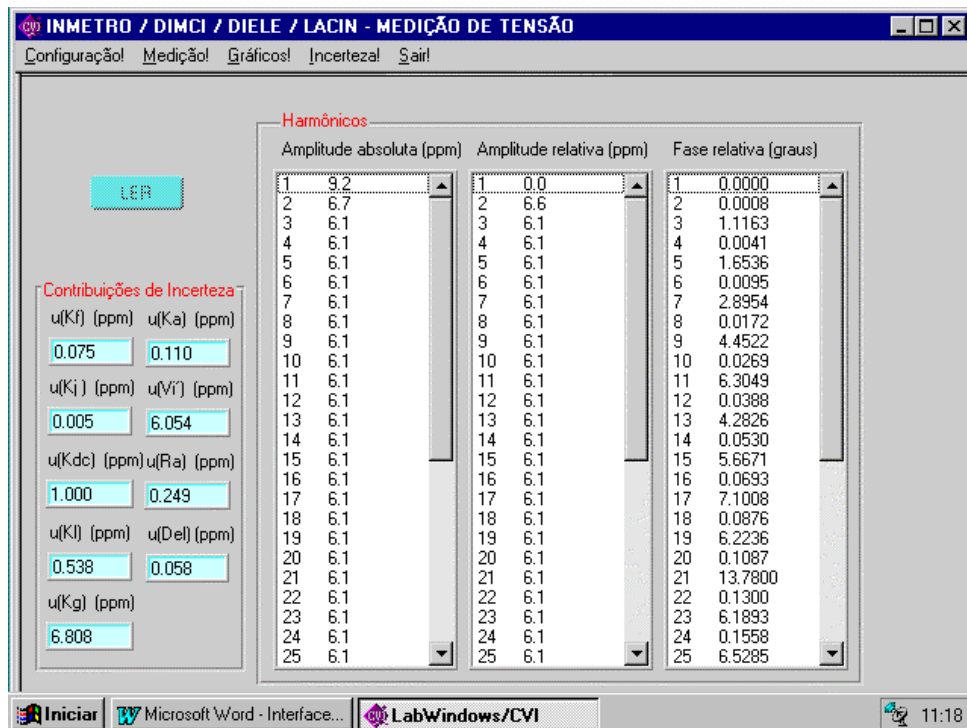 INMETRO / DIMCI / DIELE / LACIN - MEDIÇÃO DE TENSÃO
Configuração! Medição! Gráficos! Incerteza! Sair!
LER
Contribuições de Incerteza
u(Kf) (ppm) u(Ka) (ppm)
0.075 0.110
u(Kj) (ppm) u(Vi') (ppm)
0.005 6.054
u(Kdc) (ppm) u(Ra) (ppm)
1.000 0.249
u(Kl) (ppm) u(Del) (ppm)
0.538 0.058
u(Kg) (ppm)
6.808
Harmônicos
Amplitude absoluta (ppm) Amplitude relativa (ppm) Fase relativa (graus)
1 9.2 1 0.0 1 0.0000
2 6.7 2 6.6 2 0.0008
3 6.1 3 6.1 3 1.1163
4 6.1 4 6.1 4 0.0041
5 6.1 5 6.1 5 1.6536
6 6.1 6 6.1 6 0.0095
7 6.1 7 6.1 7 2.8954
8 6.1 8 6.1 8 0.0172
9 6.1 9 6.1 9 4.4522
10 6.1 10 6.1 10 0.0269
11 6.1 11 6.1 11 6.3049
12 6.1 12 6.1 12 0.0388
13 6.1 13 6.1 13 4.2826
14 6.1 14 6.1 14 0.0530
15 6.1 15 6.1 15 5.6671
16 6.1 16 6.1 16 0.0693
17 6.1 17 6.1 17 7.1008
18 6.1 18 6.1 18 0.0876
19 6.1 19 6.1 19 6.2236
20 6.1 20 6.1 20 0.1087
21 6.1 21 6.1 21 13.7800
22 6.1 22 6.1 22 0.1300
23 6.1 23 6.1 23 6.1893
24 6.1 24 6.1 24 0.1558
25 6.1 25 6.1 25 6.5285
Iniciar Microsoft Word - Interface... LabWindows/CVI 11:18